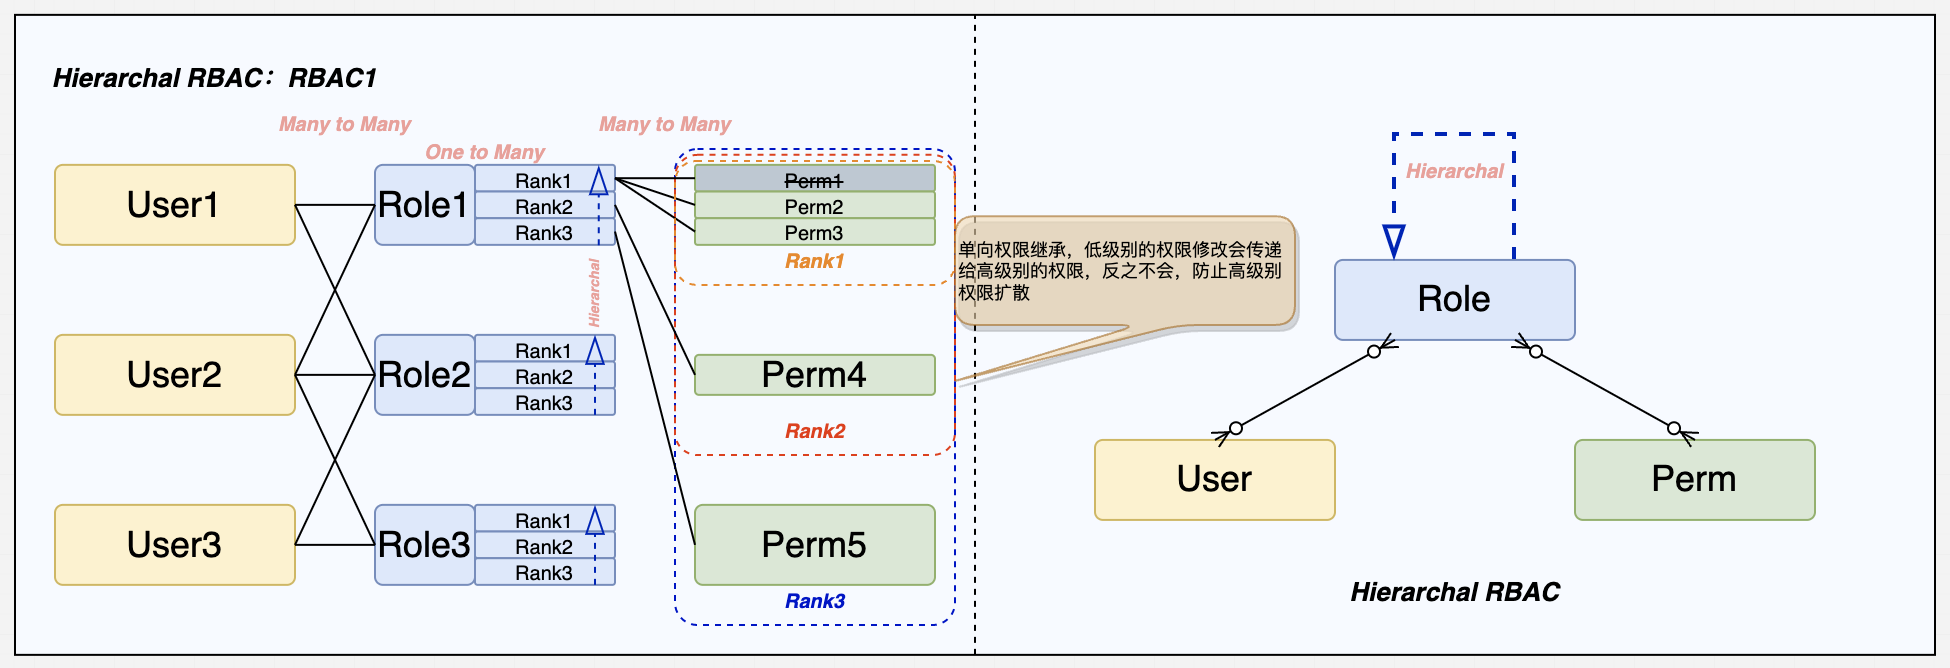 Hierarchal RBAC：RBAC1
Many to Many
Many to Many
One to Many
User1
Role1
Rank1
Rank2
Rank3
Perm1
Perm2
Perm3
Rank1
Hierarchal
User2
Role2
Rank1
Rank2
Rank3
Perm4
Rank2
User3
Role3
Rank1
Rank2
Rank3
Perm5
Rank3
单向权限继承，低级别的权限修改会传递
给高级别的权限，反之不会，防止高级别
权限扩散
Hierarchal
Role
User
Perm
Hierarchal RBAC